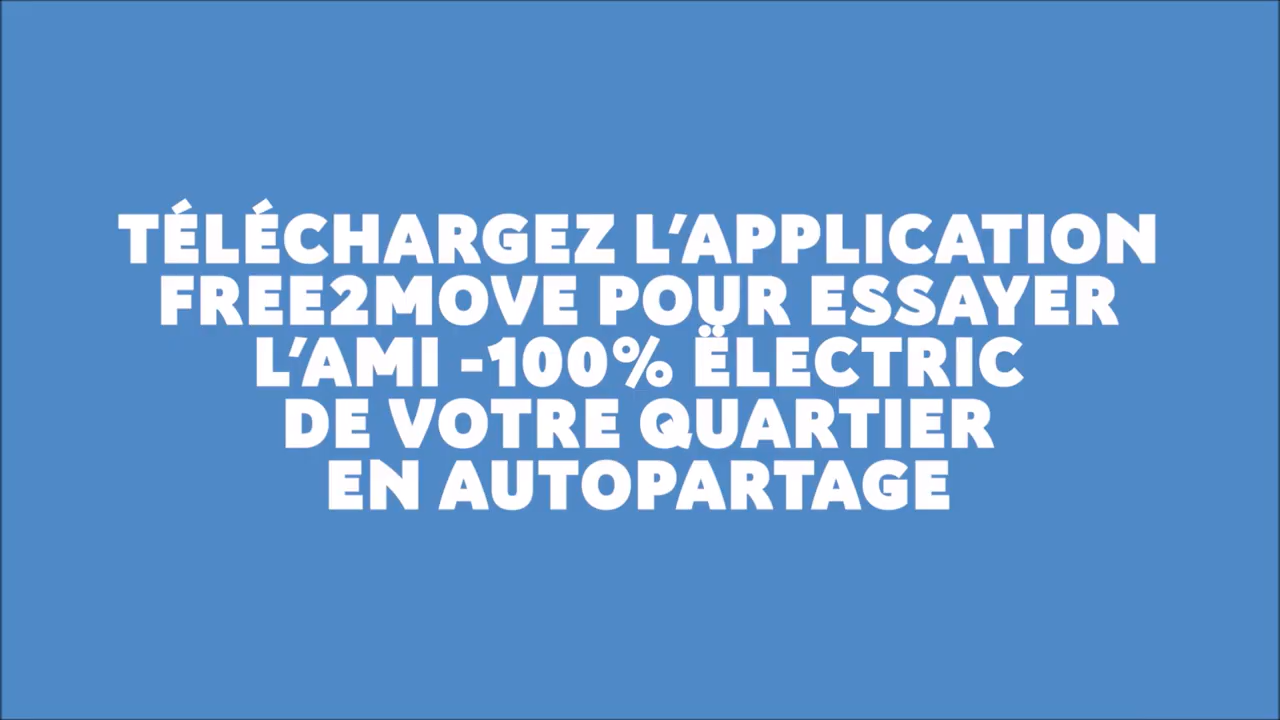 TÉLÉCHARGEZ L'APPLICATION
FREE2MOVE POUR ESSAYER
L'AMI -100% ËLECTRIC
DE VOTRE QUARTIER
EN AUTOPARTAGE